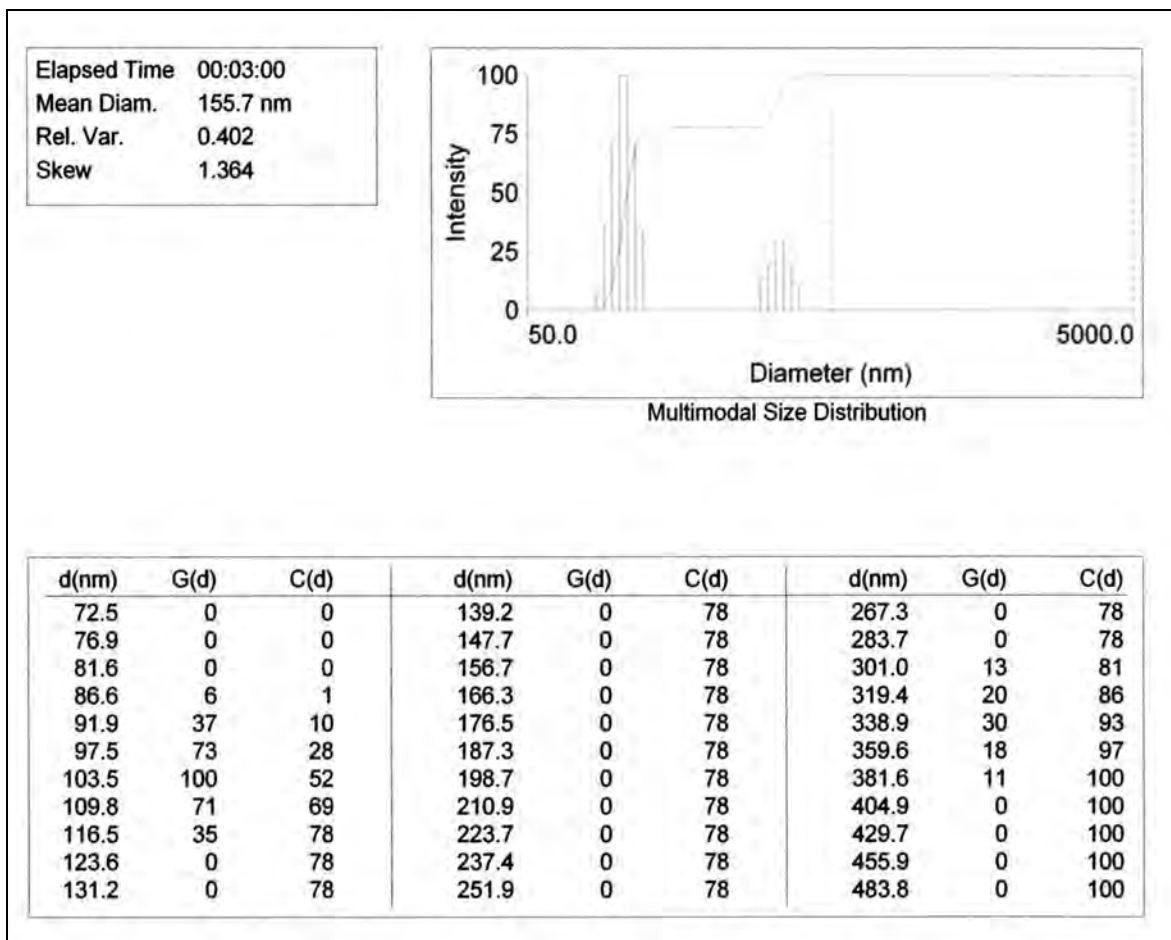 Elapsed Time 00:03:00
Mean Diam. 155.7 nm
Rel. Var. 0.402
Skew 1.364
100
75
50
25
0
Intensity
50.0 5000.0
Diameter (nm)
Multimodal Size Distribution
d(nm) G(d) C(d) d(nm) G(d) C(d) d(nm) G(d) C(d)
72.5 0 0 139.2 0 78 267.3 0 78
76.9 0 0 147.7 0 78 283.7 0 78
81.6 0 0 156.7 0 78 301.0 13 81
86.6 6 1 166.3 0 78 319.4 20 86
91.9 37 10 176.5 0 78 338.9 30 93
97.5 73 28 187.3 0 78 359.6 18 97
103.5 100 52 198.7 0 78 381.6 11 100
109.8 71 69 210.9 0 78 404.9 0 100
116.5 35 78 223.7 0 78 429.7 0 100
123.6 0 78 237.4 0 78 455.9 0 100
131.2 0 78 251.9 0 78 483.8 0 100